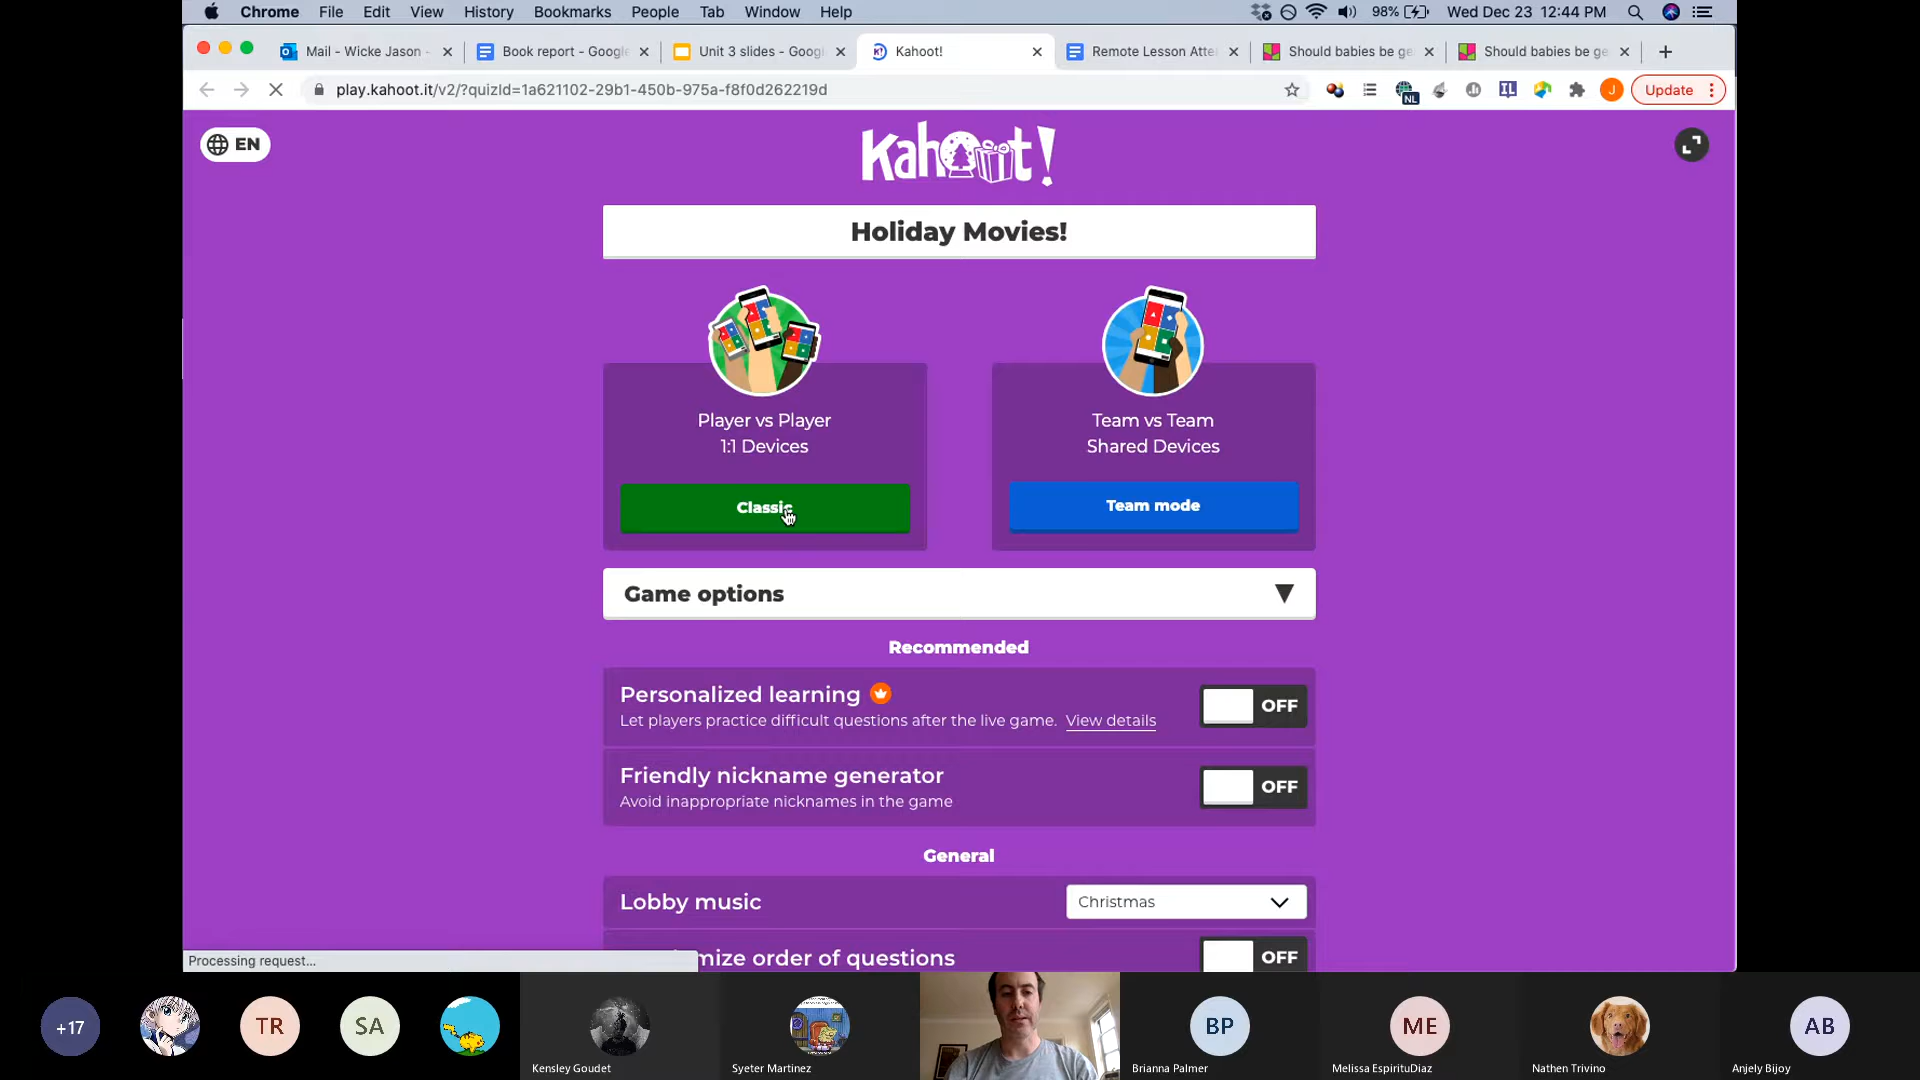 Chrome File Edit View History Bookmarks People Tab Window Help 98% Wed Dec 23 12:44 PM
Mail - Wicke Jason - Book report - Google Unit 3 slides - Googl Kahoot! Remote Lesson Atte Should babies be ge Should babies be ge
play.kahoot.it/v2/?quizId=1a621102-29b1-450b-975a-f8f0d262219d NL IL J Update
EN
Kahoot!
Holiday Movies!
Player vs Player
1:1 Devices
Classic
Team vs Team
Shared Devices
Team mode
Game options
Recommended
Personalized learning
Let players practice difficult questions after the live game. View details
OFF
Friendly nickname generator
Avoid inappropriate nicknames in the game
OFF
General
Lobby music Christmas
mize order of questions OFF
Processing request...
+17 TR SA BP ME AB
Kensley Goudet Syeter Martinez Brianna Palmer Melissa EspirituDiaz Nathen Trivino Anjely Bijoy